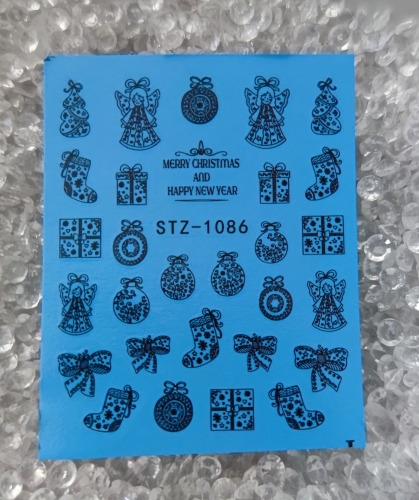 MERRY CHRISTMAS
AND
HAPPY NEW YEAR
STZ-1086